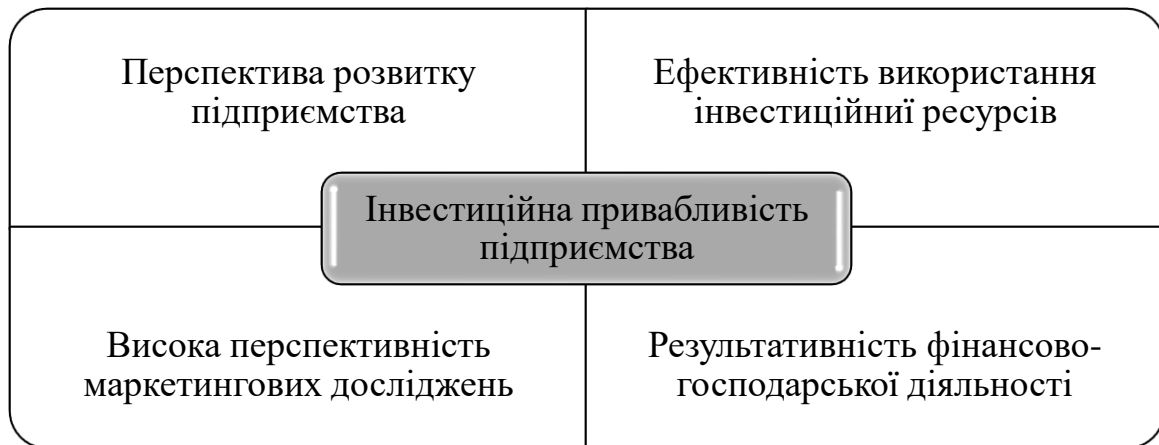 Перспектива розвитку
підприємства
Ефективність використання
інвестиційниї ресурсів
Інвестиційна привабливість
підприємства
Висока перспективність
маркетингових досліджень
Результативність фінансово-
господарської діяльності